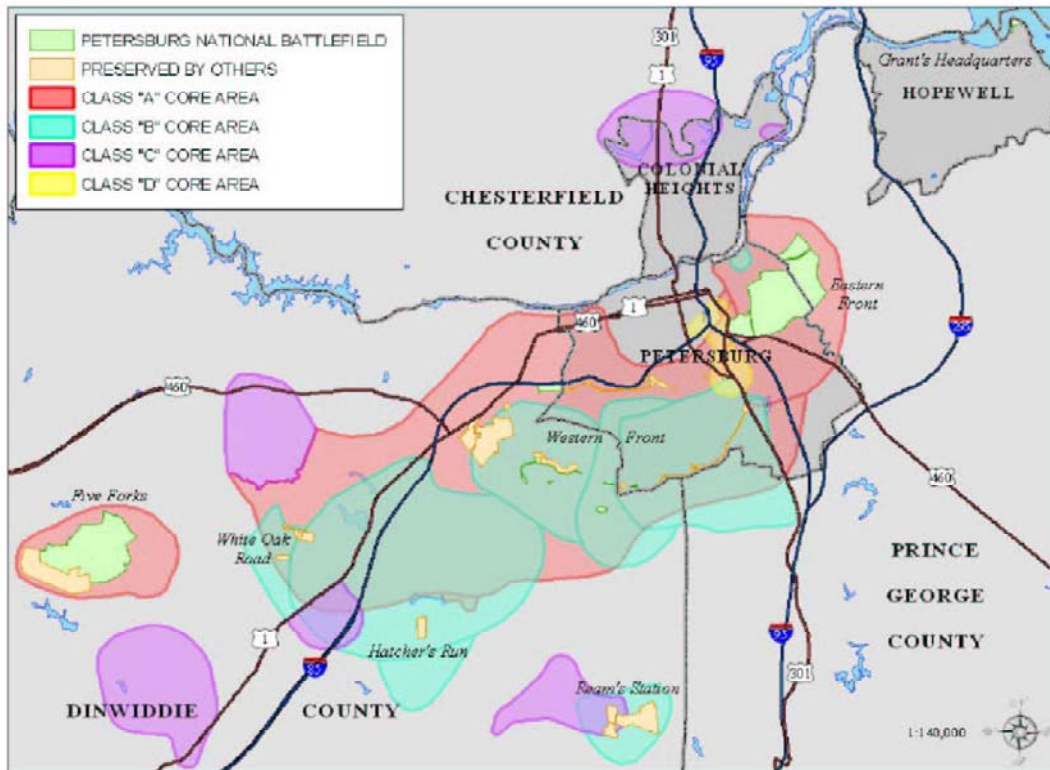 PETERSBURG NATIONAL BATTLEFIELD
PRESERVED BY OTHERS
CLASS "A" CORE AREA
CLASS "B" CORE AREA
CLASS "C" CORE AREA
CLASS "D" CORE AREA
301
1
95
Grant's Headquarters
HOPEWELL
COLONIAL
HEIGHTS
CHESTERFIELD
COUNTY
Eastern
Front
1
460
295
PETERSBURG
460
Western Front
460
Five Forks
White Oak
Road
PRINCE
GEORGE
COUNTY
1
85
Hatcher's Run
95
301
Ream's Station
DINWIDDIE COUNTY
1:140,000